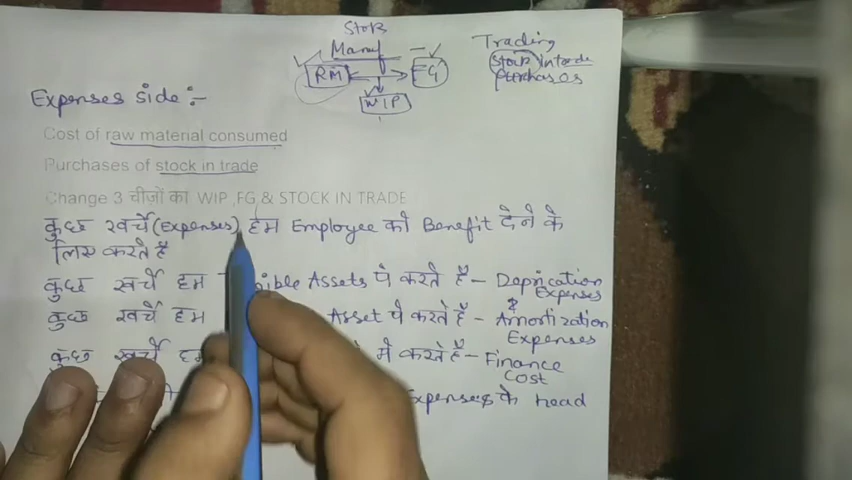 Stock
Manuf
RM
FG
WIP
Trading
Stock in trade
Purchases
Expenses side :-
Cost of raw material consumed
Purchases of stock in trade
Change 3 चीज़ों का WIP ,FG & STOCK IN TRADE
कुछ खर्चे (Expenses) हम Employee को Benefit देने के
लिए करते है
कुछ खर्चे हम ible Assets पे करते हैं - Deprication
Expenses
&
कुछ खर्चे हम Asset पे करते हैं - Amortization
Expenses
कुछ खर्चे हम मे करते हैं - Finance
Cost
Expenses के head